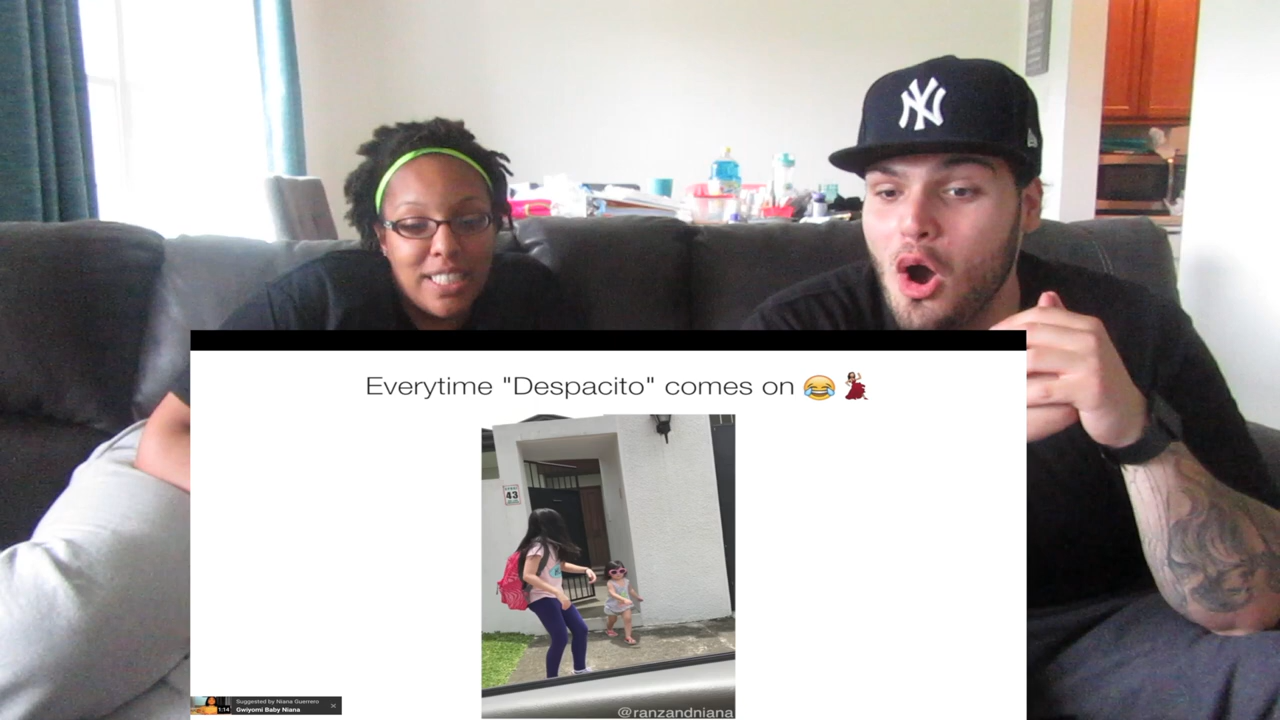 NY
Everytime "Despacito" comes on 😂 💃
43
1:14
Suggested by Niana Guerrero
Gwiyomi Baby Niana
@ranzandniana